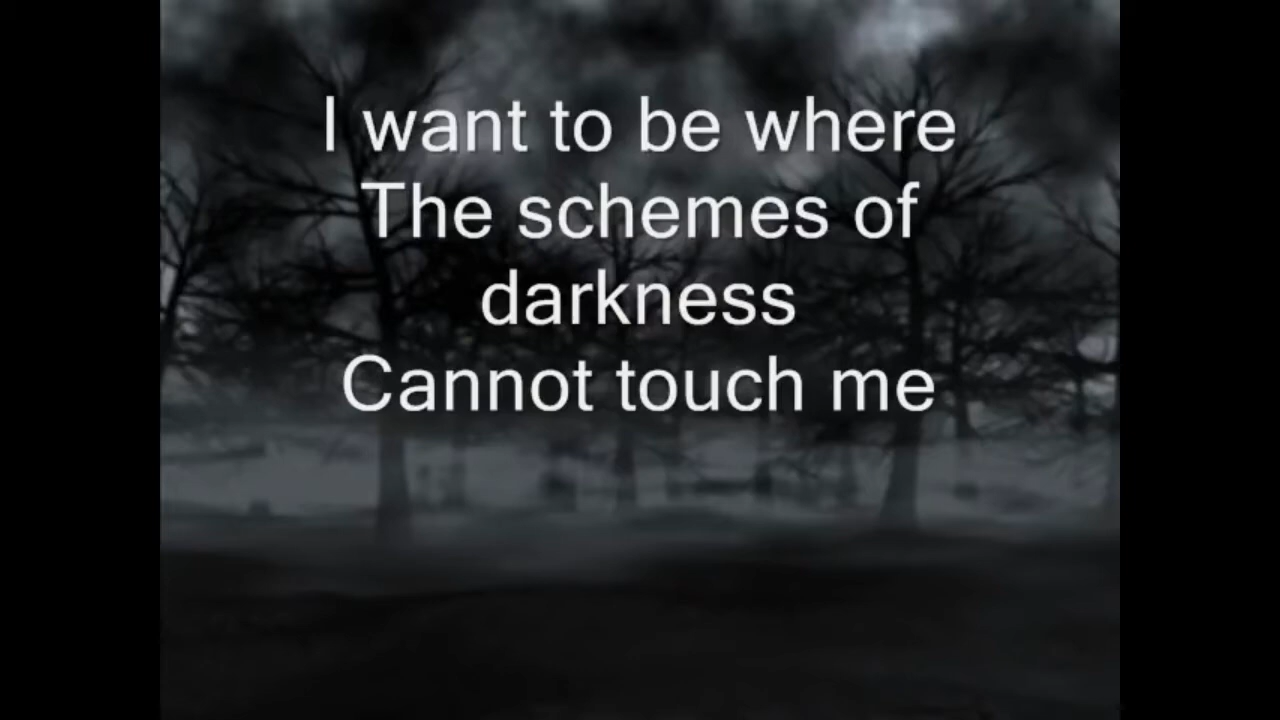 I want to be where
The schemes of
darkness
Cannot touch me